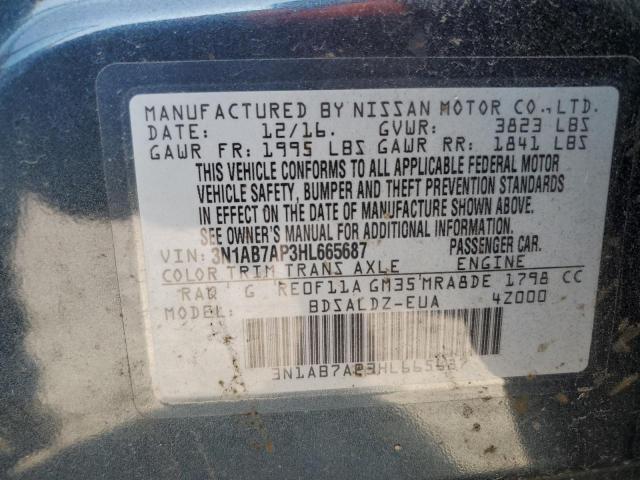 MANUFACTURED BY NISSAN MOTOR CO.,LTD.
DATE: 12/16. GVWR: 3823 LBS
GAWR FR: 1995 LBS GAWR RR: 1841 LBS
THIS VEHICLE CONFORMS TO ALL APPLICABLE FEDERAL MOTOR
VEHICLE SAFETY, BUMPER AND THEFT PREVENTION STANDARDS
IN EFFECT ON THE DATE OF MANUFACTURE SHOWN ABOVE.
SEE OWNER'S MANUAL FOR ADDITIONAL INFORMATION.
VIN: 3N1AB7AP3HL665687 PASSENGER CAR.
COLOR TRIM TRANS AXLE ENGINE
RAQ G RE0F11A GM35 MRA8DE 1798 CC
MODEL: BDSALDZ-EUA 4Z000
3N1AB7AP3HL665687